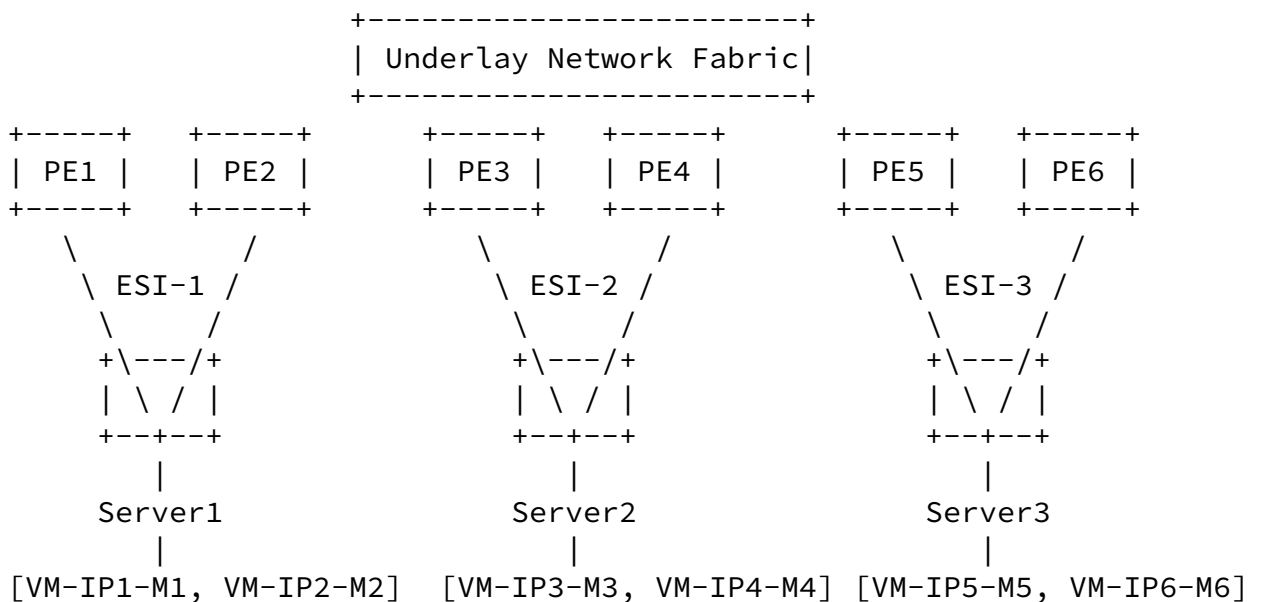 Underlay Network Fabric
PE1 PE2 PE3 PE4 PE5 PE6
ESI-1 ESI-2 ESI-3
Server1 Server2 Server3
[VM-IP1-M1, VM-IP2-M2] [VM-IP3-M3, VM-IP4-M4] [VM-IP5-M5, VM-IP6-M6]